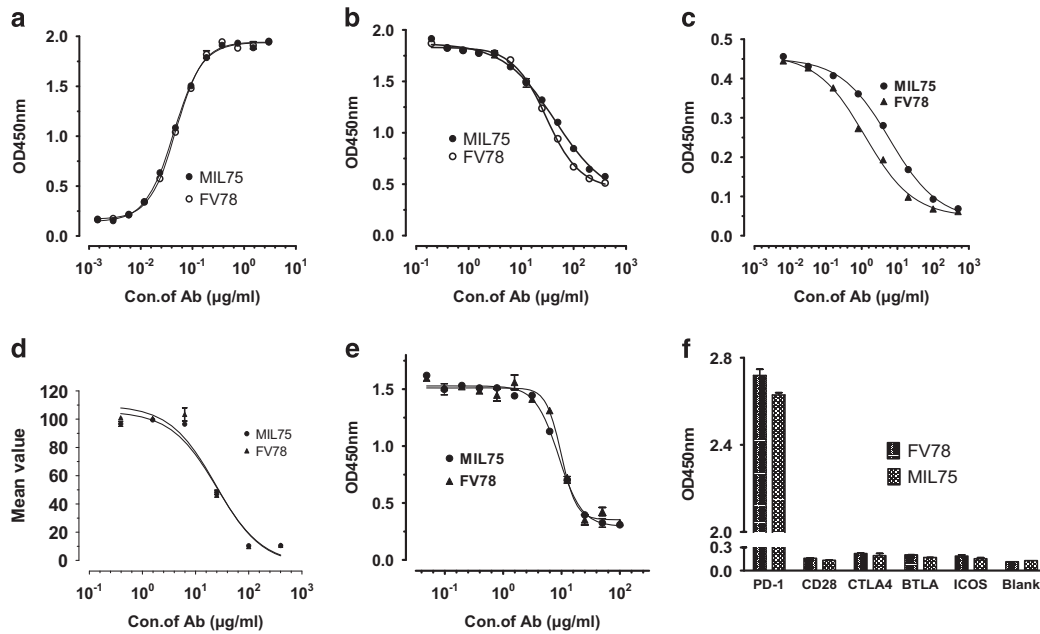 a
2.0
1.5
1.0
0.5
0.0
OD450nm
MIL75
FV78
10-3
10-2
10-1
100
101
Con.of Ab (µg/ml)
b
2.0
1.5
1.0
0.5
0.0
OD450nm
MIL75
FV78
10-1
100
101
102
103
Con.of Ab (µg/ml)
c
0.5
0.4
0.3
0.2
0.1
0.0
OD450nm
MIL75
FV78
10-3
10-2
10-1
100
101
102
103
Con.of Ab (µg/ml)
d
120
100
80
60
40
20
0
Mean value
MIL75
FV78
10-1
100
101
102
103
Con.of Ab (µg/ml)
e
1.5
1.0
0.5
0.0
OD450nm
MIL75
FV78
10-1
100
101
102
Con.of Ab (µg/ml)
f
2.8
2.4
2.0
0.3
0.0
OD450nm
FV78
MIL75
PD-1
CD28
CTLA4
BTLA
ICOS
Blank